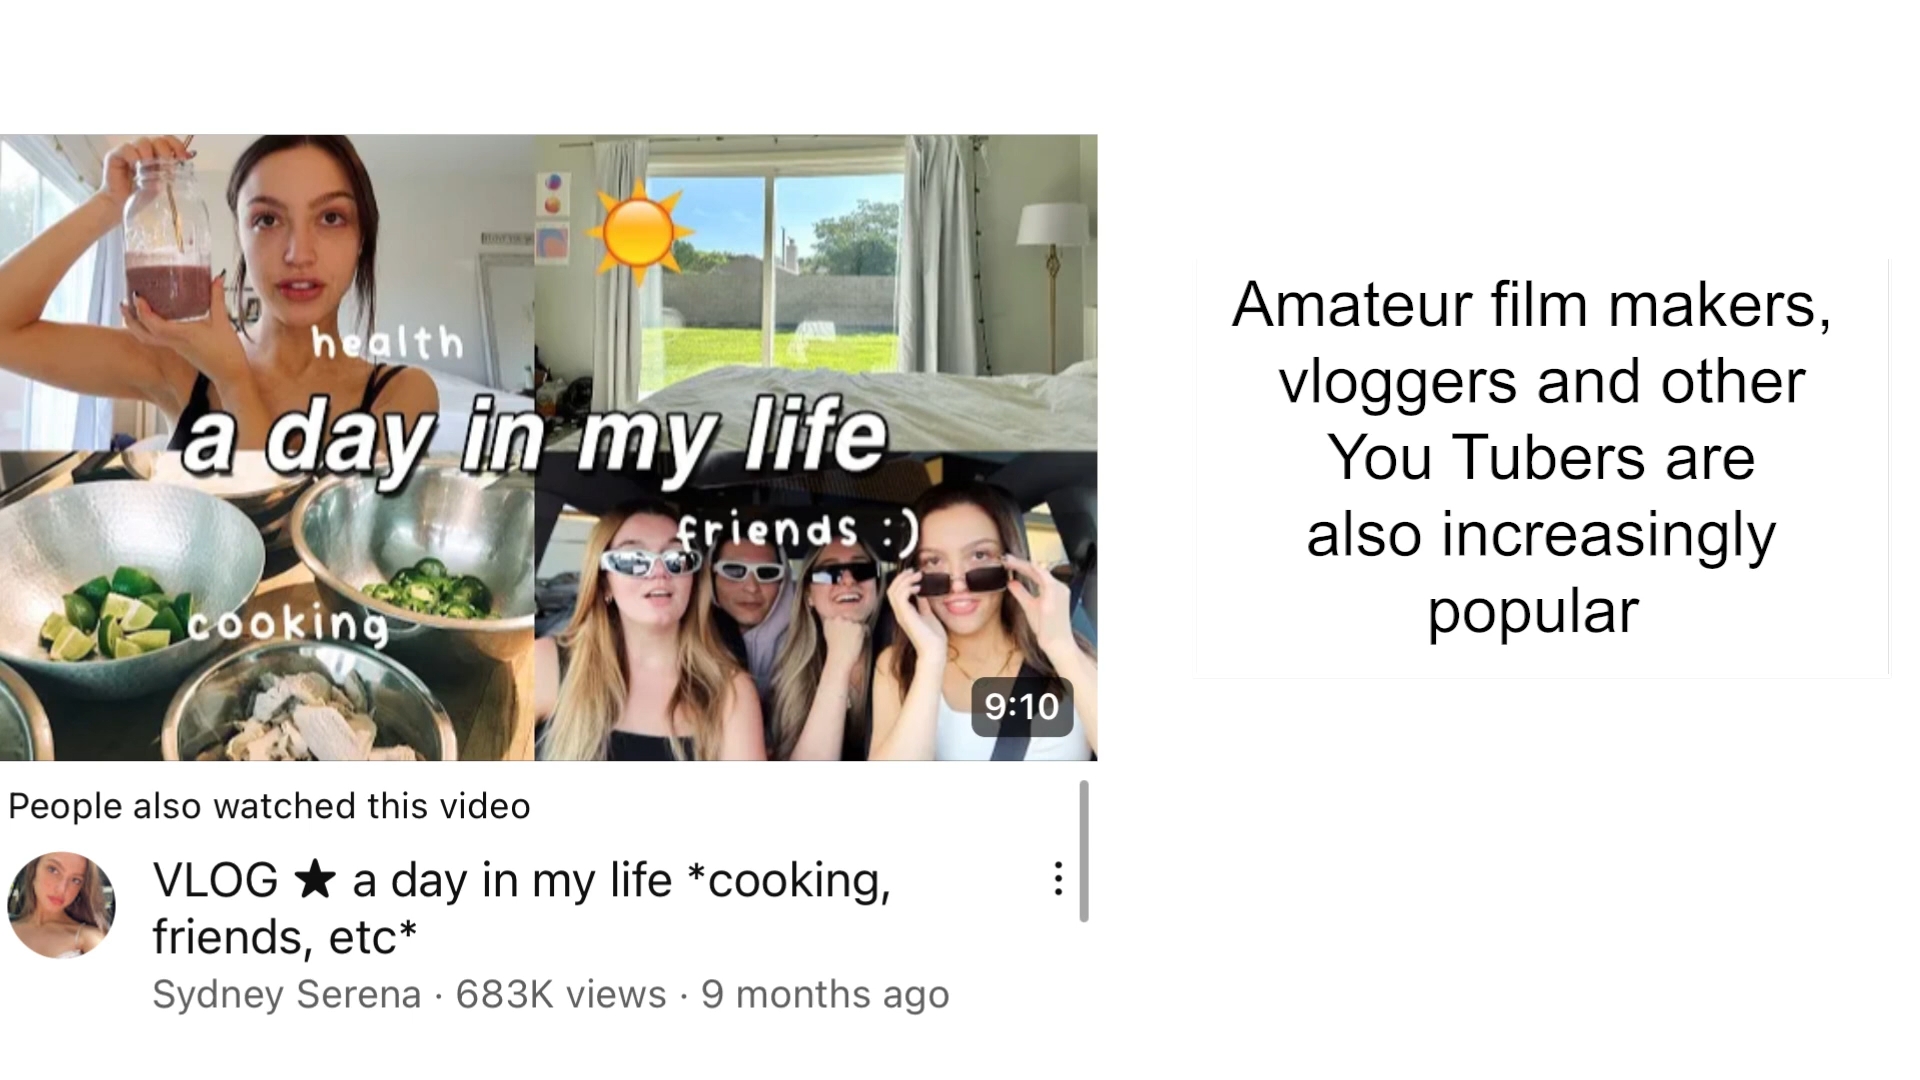 health
a day in my life
friends :)
cooking
9:10
People also watched this video
VLOG ★ a day in my life *cooking,
friends, etc*
Sydney Serena · 683K views · 9 months ago
Amateur film makers,
vloggers and other
You Tubers are
also increasingly
popular